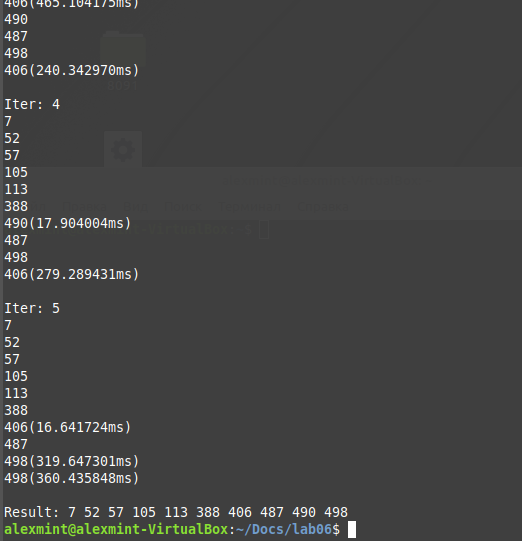 406(465.104175ms)
490
487
498
406(240.342970ms)
Iter: 4
7
52
57
105
113
388
490(17.904004ms)
487
498
406(279.289431ms)
Iter: 5
7
52
57
105
113
388
406(16.641724ms)
487
498(319.647301ms)
498(360.435848ms)
Result: 7 52 57 105 113 388 406 487 490 498
alexmint@alexmint-VirtualBox:~/Docs/lab06$